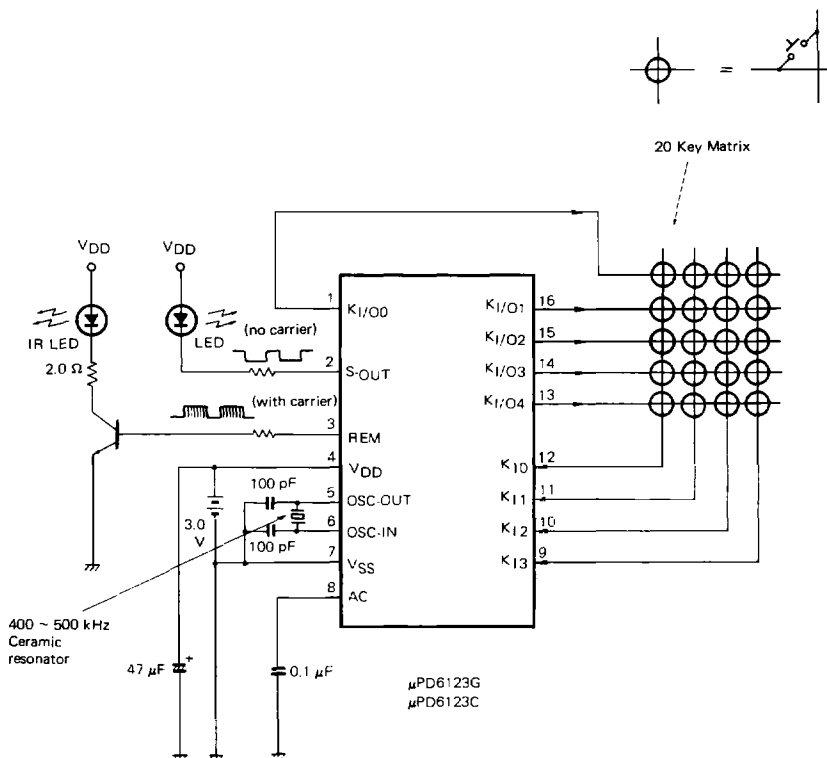 =
20 Key Matrix
VDD
VDD
1
KI/O0
KI/O1
16
IR LED
LED
(no carrier)
KI/O2
15
2.0 Ω
2
S-OUT
KI/O3
14
(with carrier)
KI/O4
13
3
REM
4
VDD
KI0
12
100 pF
5
OSC-OUT
KI1
11
3.0
V
6
OSC-IN
KI2
10
100 pF
7
VSS
KI3
9
8
AC
400 ~ 500 kHz
Ceramic
resonator
47 μF
+
0.1 μF
μPD6123G
μPD6123C